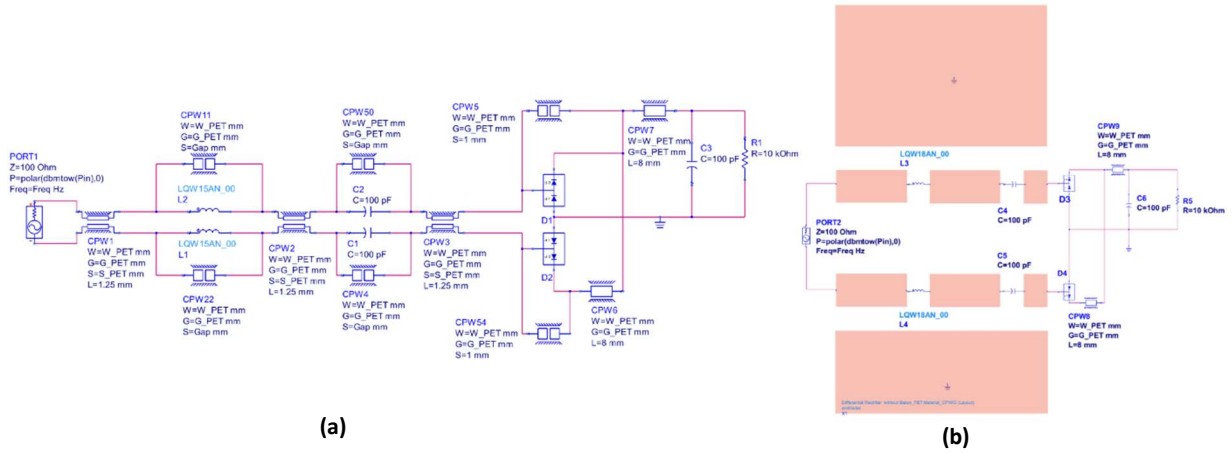 CPW11
W=W_PET mm
G=G_PET mm
S=Gap mm
CPW50
W=W_PET mm
G=G_PET mm
S=Gap mm
CPW5
W=W_PET mm
G=G_PET mm
S=1 mm
CPW7
W=W_PET mm
G=G_PET mm
L=8 mm
C3
C=100 pF
R1
R=10 kOhm
PORT1
Z=100 Ohm
P=polar(dbmtow(Pin),0)
Freq=Freq Hz
LQW15AN_00
L2
C2
C=100 pF
D1
CPW1
W=W_PET mm
G=G_PET mm
S=S_PET mm
L=1.25 mm
LQW15AN_00
L1
CPW2
W=W_PET mm
G=G_PET mm
S=S_PET mm
L=1.25 mm
C1
C=100 pF
CPW3
W=W_PET mm
G=G_PET mm
S=S_PET mm
L=1.25 mm
D2
CPW22
W=W_PET mm
G=G_PET mm
S=Gap mm
CPW4
W=W_PET mm
G=G_PET mm
S=Gap mm
CPW54
W=W_PET mm
G=G_PET mm
S=1 mm
CPW6
W=W_PET mm
G=G_PET mm
L=8 mm
(a)
CPW9
W=W_PET mm
G=G_PET mm
L=8 mm
LQW18AN_00
L3
C4
C=100 pF
D3
C6
C=100 pF
R5
R=10 kOhm
PORT2
Z=100 Ohm
P=polar(dbmtow(Pin),0)
Freq=Freq Hz
C5
C=100 pF
D4
LQW18AN_00
L4
CPW8
W=W_PET mm
G=G_PET mm
L=8 mm
(b)